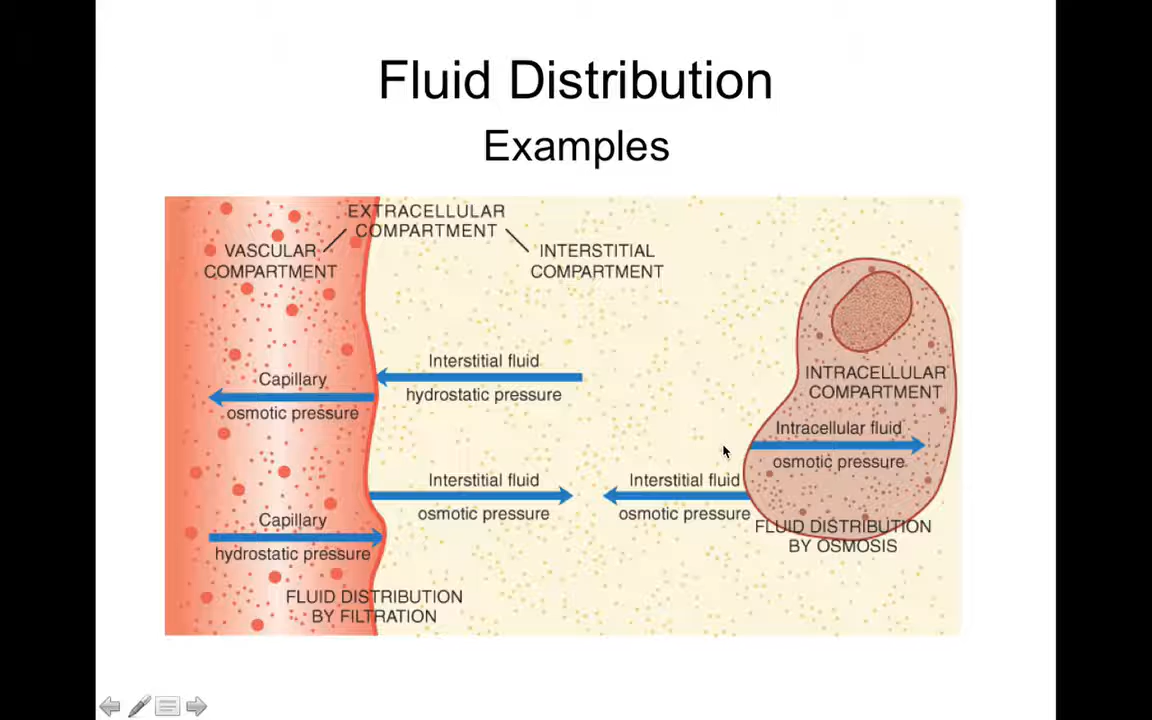 Fluid Distribution
Examples
EXTRACELLULAR
COMPARTMENT
VASCULAR
COMPARTMENT
INTERSTITIAL
COMPARTMENT
Interstitial fluid
hydrostatic pressure
Capillary
osmotic pressure
INTRACELLULAR
COMPARTMENT
Intracellular fluid
osmotic pressure
Interstitial fluid
osmotic pressure
Interstitial fluid
osmotic pressure
Capillary
hydrostatic pressure
FLUID DISTRIBUTION
BY OSMOSIS
FLUID DISTRIBUTION
BY FILTRATION